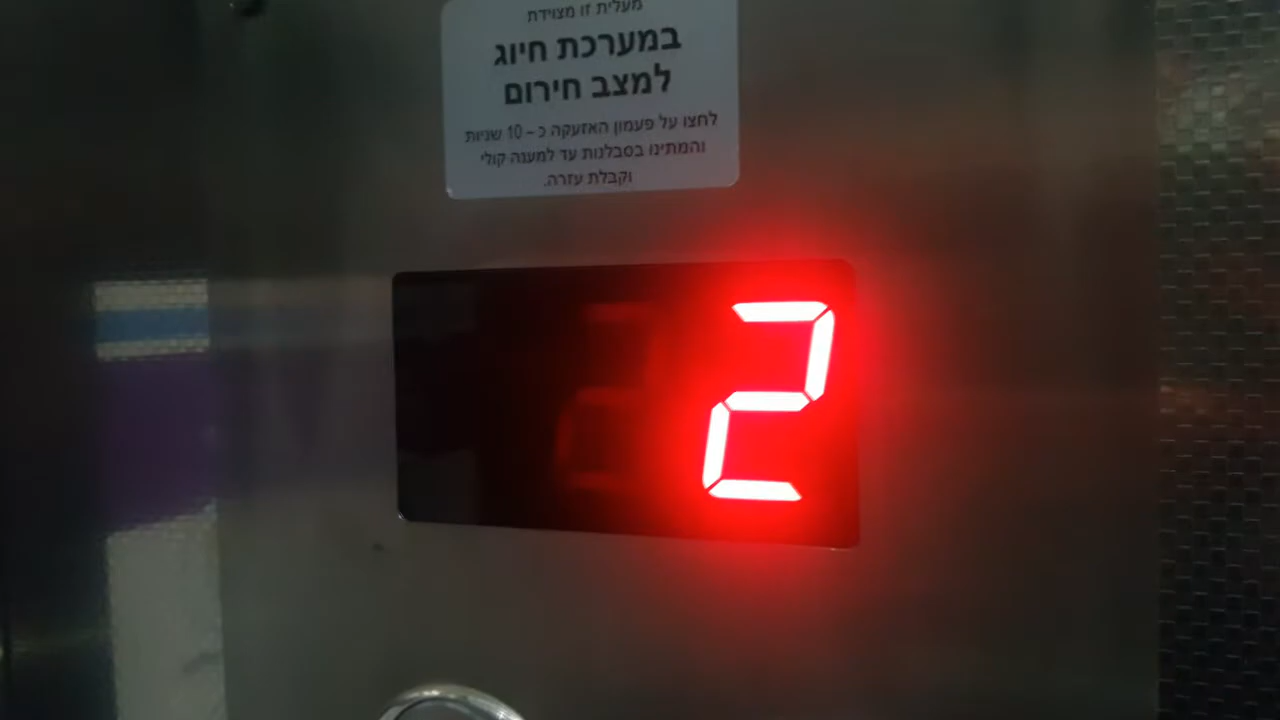 מעלית זו מצוידת
במערכת חיוג
למצב חירום
לחצו על פעמון האזעקה כ – 10 שניות
והמתינו בסבלנות עד למענה קולי
וקבלת עזרה.
2